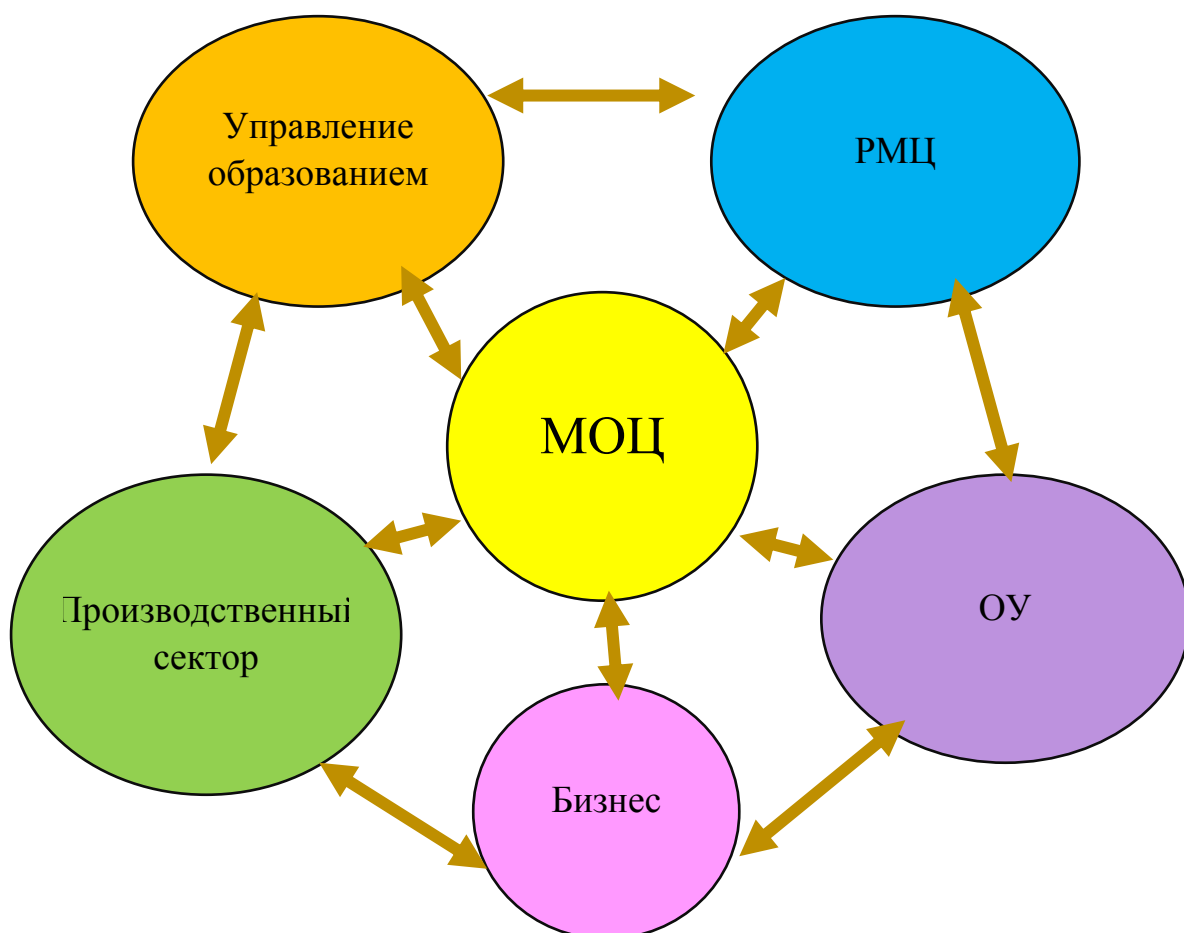 Управление
образованием
РМЦ
МОЦ
Производственный
сектор
ОУ
Бизнес